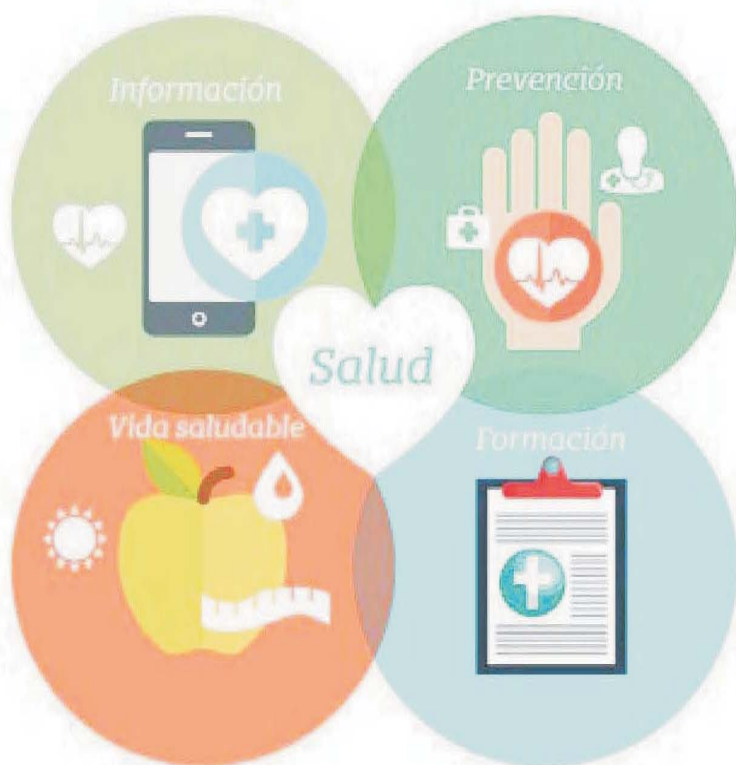 Información
Prevención
Salud
Vida saludable
Formación